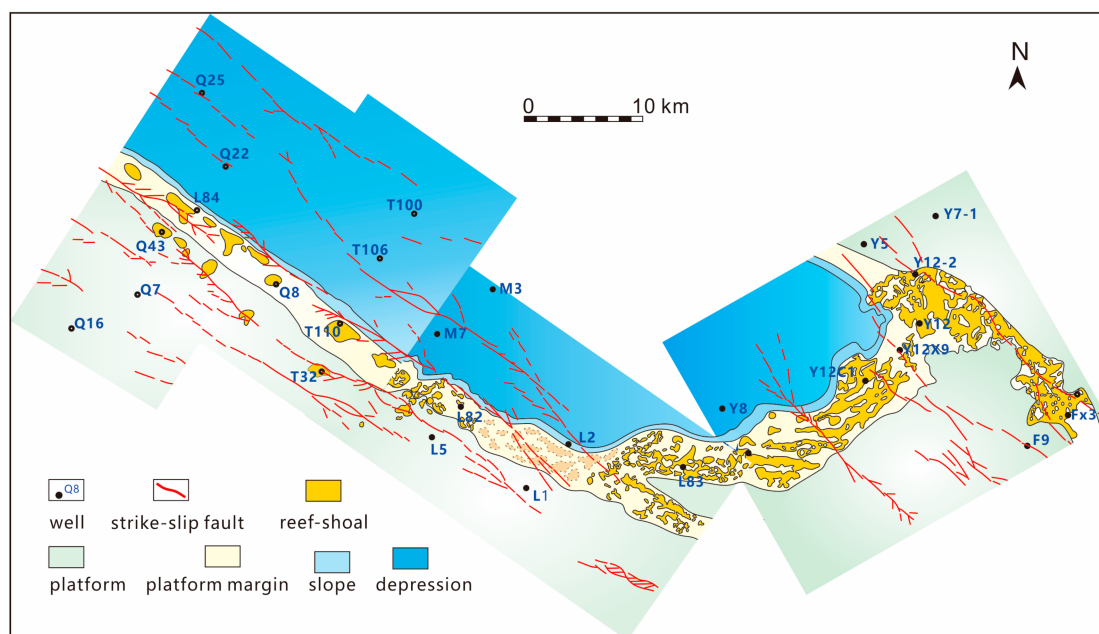 N
0 10 km
Q25
Q22
L84
Q43
Q7
Q16
Q8
T100
T106
T110
T32
M3
M7
L82
L5
L2
L1
L83
Y8
Y5
Y7-1
Y12-2
Y12
Y12X9
Y12C1
Fx3
F9
Q8
well
strike-slip fault
reef-shoal
platform
platform margin
slope
depression